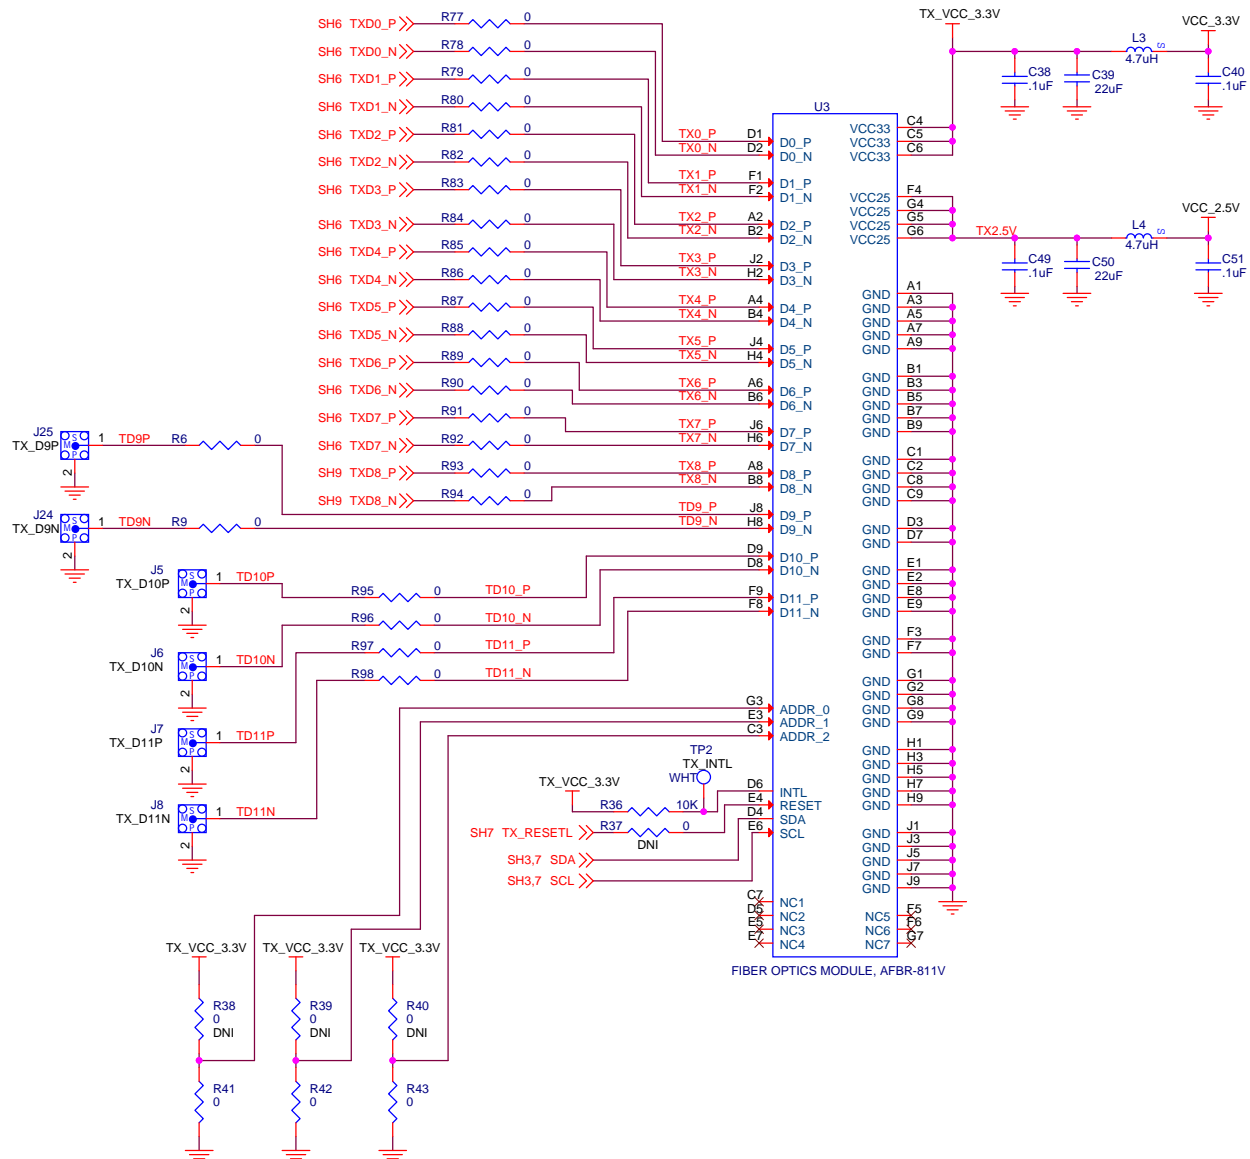 SH6 TXD0_P R77 0
SH6 TXD0_N R78 0
SH6 TXD1_P R79 0
SH6 TXD1_N R80 0
SH6 TXD2_P R81 0
SH6 TXD2_N R82 0
SH6 TXD3_P R83 0
SH6 TXD3_N R84 0
SH6 TXD4_P R85 0
SH6 TXD4_N R86 0
SH6 TXD5_P R87 0
SH6 TXD5_N R88 0
SH6 TXD6_P R89 0
SH6 TXD6_N R90 0
SH6 TXD7_P R91 0
SH6 TXD7_N R92 0
SH9 TXD8_P R93 0
SH9 TXD8_N R94 0
J25
TX_D9P S M P 1 TD9P R6 0
2
J24
TX_D9N S M P 1 TD9N R9 0
2
J5
TX_D10P S M P 1 TD10P
2
J6
TX_D10N S M P 1 TD10N
2
J7
TX_D11P S M P 1 TD11P
2
J8
TX_D11N S M P 1 TD11N
2
R95 0 TD10_P
R96 0 TD10_N
R97 0 TD11_P
R98 0 TD11_N
U3
TX0_P D1 D0_P
TX0_N D2 D0_N
TX1_P F1 D1_P
TX1_N F2 D1_N
TX2_P A2 D2_P
TX2_N B2 D2_N
TX3_P J2 D3_P
TX3_N H2 D3_N
TX4_P A4 D4_P
TX4_N B4 D4_N
TX5_P J4 D5_P
TX5_N H4 D5_N
TX6_P A6 D6_P
TX6_N B6 D6_N
TX7_P J6 D7_P
TX7_N H6 D7_N
TX8_P A8 D8_P
TX8_N B8 D8_N
TD9_P J8 D9_P
TD9_N H8 D9_N
D9 D10_P
D8 D10_N
F9 D11_P
F8 D11_N
G3 ADDR_0
E3 ADDR_1
C3 ADDR_2
TP2
TX_INTL
WHT
TX_VCC_3.3V
R36 10K
D6 INTL
E4 RESET
D4 SDA
E6 SCL
SH7 TX_RESETL R37 0
DNI
SH3,7 SDA
SH3,7 SCL
C7 NC1
D5 NC2
E5 NC3
E7 NC4
VCC33 C4
VCC33 C5
VCC33 C6
VCC25 F4
VCC25 G4
VCC25 G5
VCC25 G6
GND A1
GND A3
GND A5
GND A7
GND A9
GND B1
GND B3
GND B5
GND B7
GND B9
GND C1
GND C2
GND C8
GND C9
GND D3
GND D7
GND E1
GND E2
GND E8
GND E9
GND F3
GND F7
GND G1
GND G2
GND G8
GND G9
GND H1
GND H3
GND H5
GND H7
GND H9
GND J1
GND J3
GND J5
GND J7
GND J9
NC5 F5
NC6 F6
NC7 G7
FIBER OPTICS MODULE, AFBR-811V
TX_VCC_3.3V
L3 S
4.7uH
VCC_3.3V
C38
.1uF
C39
22uF
C40
.1uF
TX2.5V
L4 S
4.7uH
VCC_2.5V
C49
.1uF
C50
22uF
C51
.1uF
TX_VCC_3.3V TX_VCC_3.3V TX_VCC_3.3V
R38 R39 R40
0 0 0
DNI DNI DNI
R41 R42 R43
0 0 0